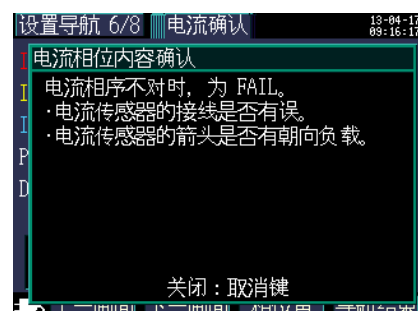 设置导航 6/8 电流确认
13-04-17
09:16:17
电流相位内容确认
电流相序不对时，为 FAIL。
·电流传感器的接线是否有误。
·电流传感器的箭头是否有朝向负载。
P
D
关闭：取消键